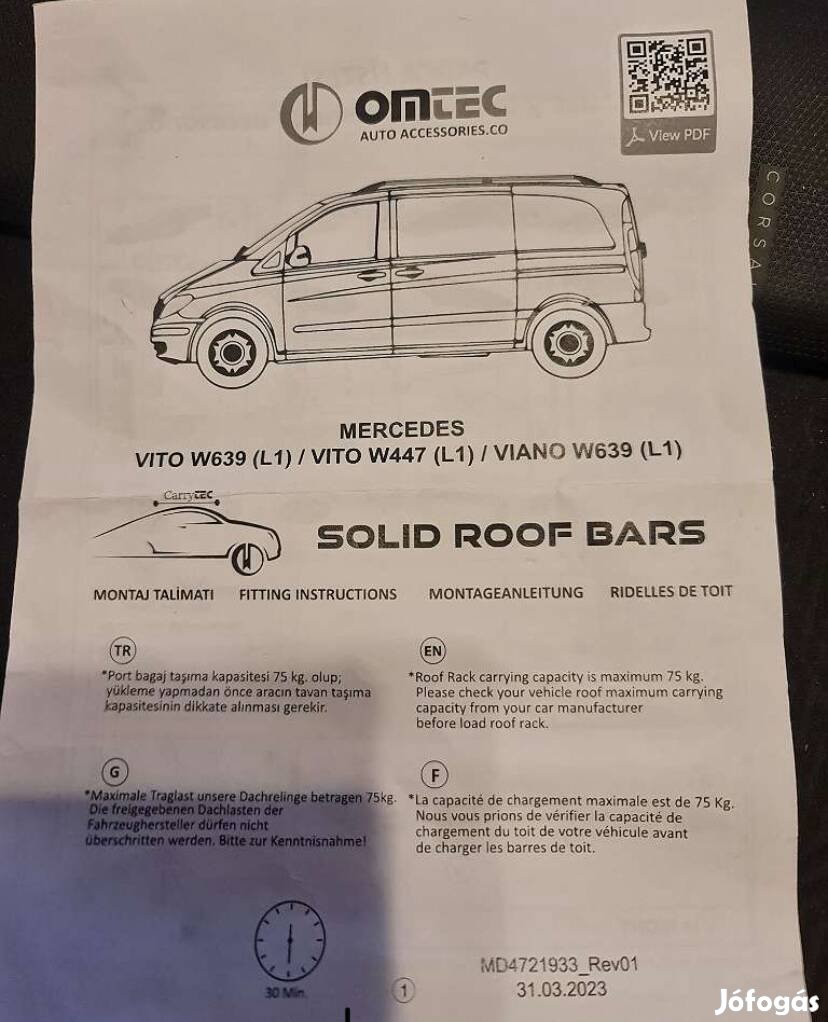 OMTEC
AUTO ACCESSORIES.CO
View PDF
CORSA
MERCEDES
VITO W639 (L1) / VITO W447 (L1) / VIANO W639 (L1)
CarryTEC
SOLID ROOF BARS
MONTAJ TALİMATI FITTING INSTRUCTIONS MONTAGEANLEITUNG RIDELLES DE TOIT
TR
*Port bagaj taşıma kapasitesi 75 kg. olup;
yükleme yapmadan önce aracın tavan taşıma
kapasitesinin dikkate alınması gerekir.
EN
*Roof Rack carrying capacity is maximum 75 kg.
Please check your vehicle roof maximum carrying
capacity from your car manufacturer
before load roof rack.
G
*Maximale Traglast unsere Dachrelinge betragen 75kg.
Die freigegebenen Dachlasten der
Fahrzeughersteller dürfen nicht
überschritten werden. Bitte zur Kenntnisnahme!
F
*La capacité de chargement maximale est de 75 Kg.
Nous vous prions de vérifier la capacité de
chargement du toit de votre véhicule avant
de charger les barres de toit.
30 Min.
1
MD4721933_Rev01
31.03.2023
Jófogás